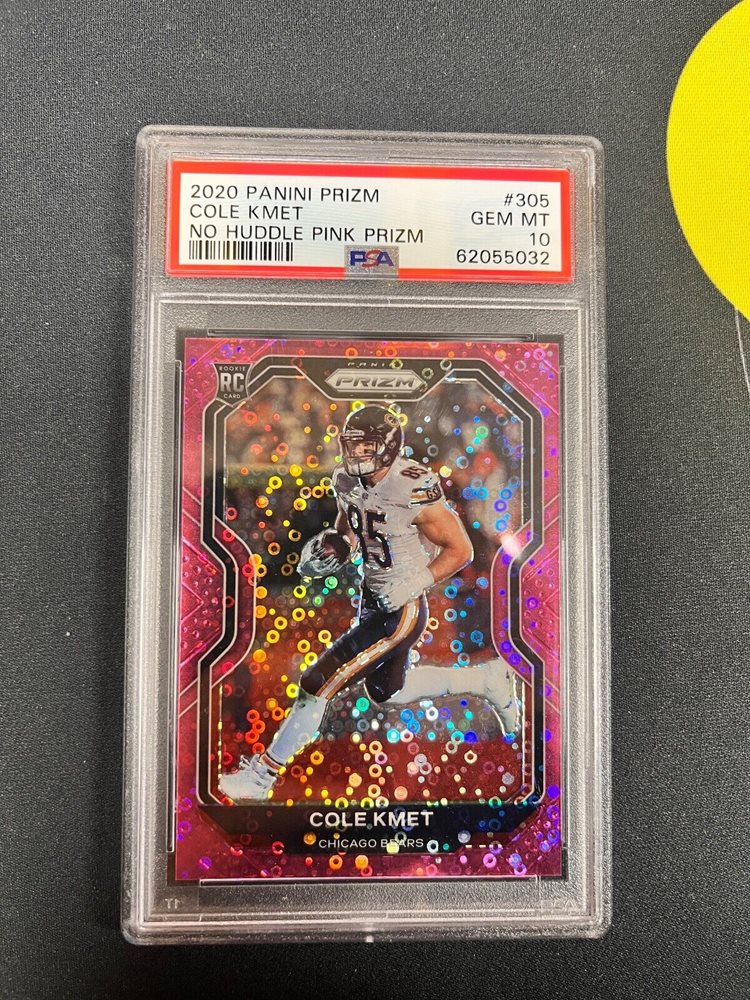 2020 PANINI PRIZM #305
COLE KMET GEM MT
NO HUDDLE PINK PRIZM 10
PSA 62055032
ROOKIE
RC
CARD
PANINI
PRIZM
85
85
COLE KMET
CHICAGO BEARS